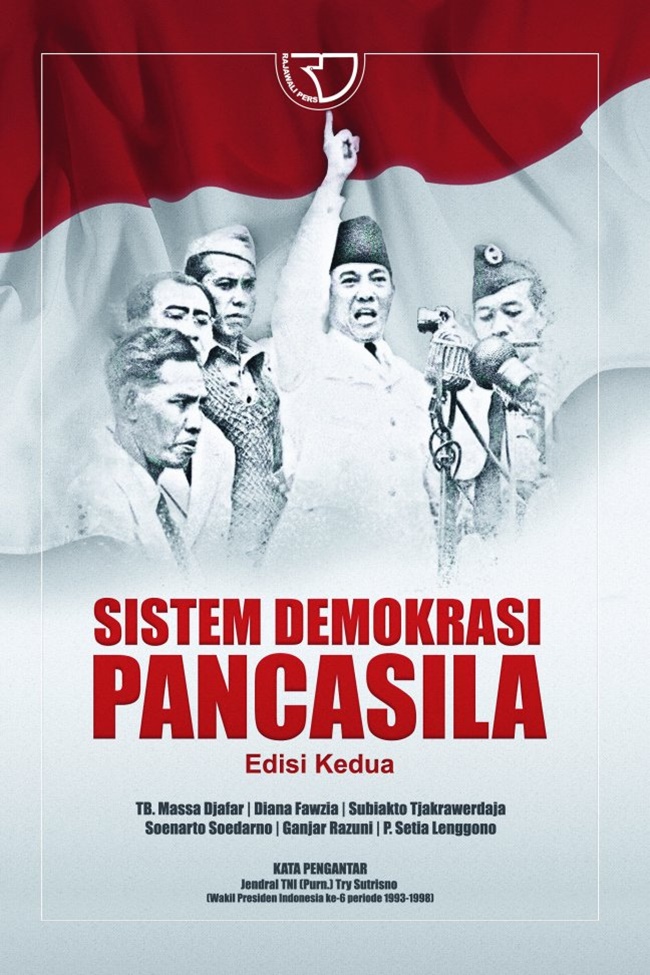 RAJAWALI PERS
SISTEM DEMOKRASI
PANCASILA
Edisi Kedua
TB. Massa Djafar | Diana Fawzia | Subiakto Tjakrawerdaja
Soenarto Soedarno | Ganjar Razuni | P. Setia Lenggono
KATA PENGANTAR
Jendral TNI (Purn.) Try Sutrisno
(Wakil Presiden Indonesia ke-6 periode 1993-1998)